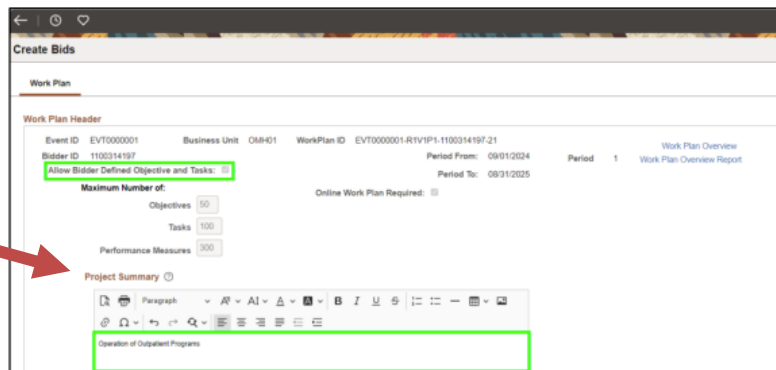 Create Bids
Work Plan
Work Plan Header
Event ID EVT0000001 Business Unit OMH01 WorkPlan ID EVT0000001-R1V1P1-1100314197-21
Work Plan Overview
Bidder ID 1100314197 Period From: 09/01/2024 Period 1 Work Plan Overview Report
Allow Bidder Defined Objective and Tasks: Period To: 08/31/2025
Maximum Number of: Online Work Plan Required:
Objectives 50
Tasks 100
Performance Measures 300
Project Summary
Paragraph B I U S
Operation of Outpatient Programs